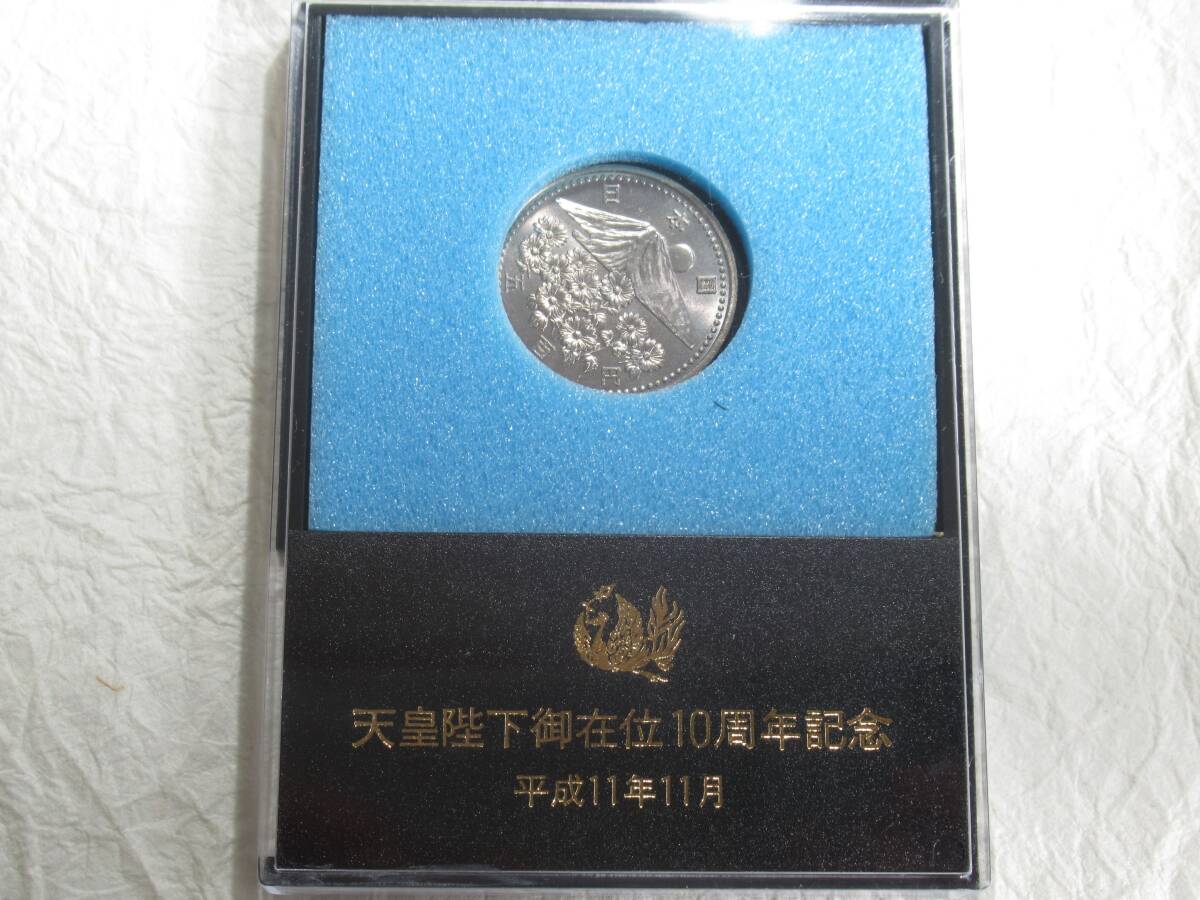 日本国
五百円
天皇陛下御在位10周年記念
平成11年11月